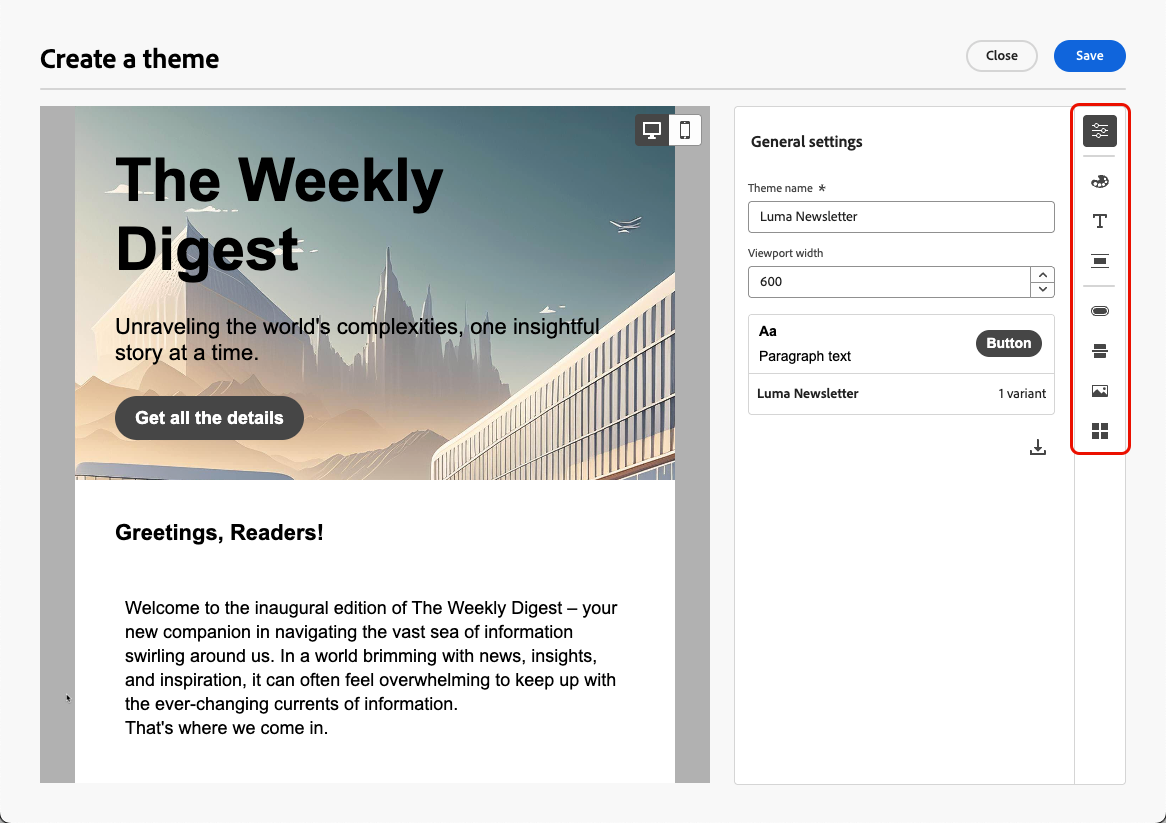 Create a theme
Close
Save
The Weekly
Digest
Unraveling the world's complexities, one insightful
story at a time.
Get all the details
Greetings, Readers!
Welcome to the inaugural edition of The Weekly Digest – your
new companion in navigating the vast sea of information
swirling around us. In a world brimming with news, insights,
and inspiration, it can often feel overwhelming to keep up with
the ever-changing currents of information.
That's where we come in.
General settings
Theme name *
Luma Newsletter
Viewport width
600
Aa
Paragraph text
Button
Luma Newsletter
1 variant
T